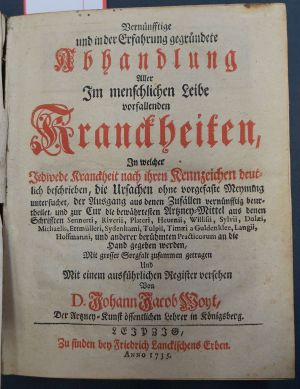 Vernünfftige
und in der Erfahrung gegründete
Abhandlung
Aller
Im menschlichen Leibe
vorfallenden
Kranckheiten,
In welcher
Jedwede Kranckheit nach ihren Kennzeichen deut-
lich beschrieben, die Ursachen ohne vorgefaste Meynung
untersuchet, der Ausgang aus denen Zufällen vernünfftig beur-
theilet, und zur Cur die bewährtesten Artzney-Mittel aus denen
Schrifften Sennerti, Riverii, Plateri, Heurnii, Willisii, Sylvii, Dolæi,
Michaelis, Ettmülleri, Sydenhami, Tulpii, Timæi a Guldenklee, Langii,
Hoffmanni, und anderer berühmten Practicorum an die
Hand gegeben werden,
Mit grosser Sorgfalt zusammen getragen
Und
Mit einem ausführlichen Register versehen
Von
D. Johann Jacob Woyt,
Der Artzney-Kunst öffentlichen Lehrer in Königsberg.
LEIPZIG,
Zu finden bey Friedrich Lanckischens Erben.
ANNO 1735.